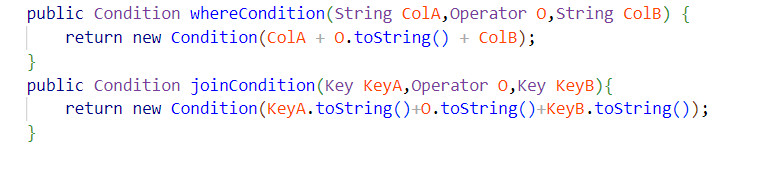 public Condition whereCondition(String ColA,Operator O,String ColB) {
    return new Condition(ColA + O.toString() + ColB);
}
public Condition joinCondition(Key KeyA,Operator O,Key KeyB){
    return new Condition(KeyA.toString()+O.toString()+KeyB.toString());
}